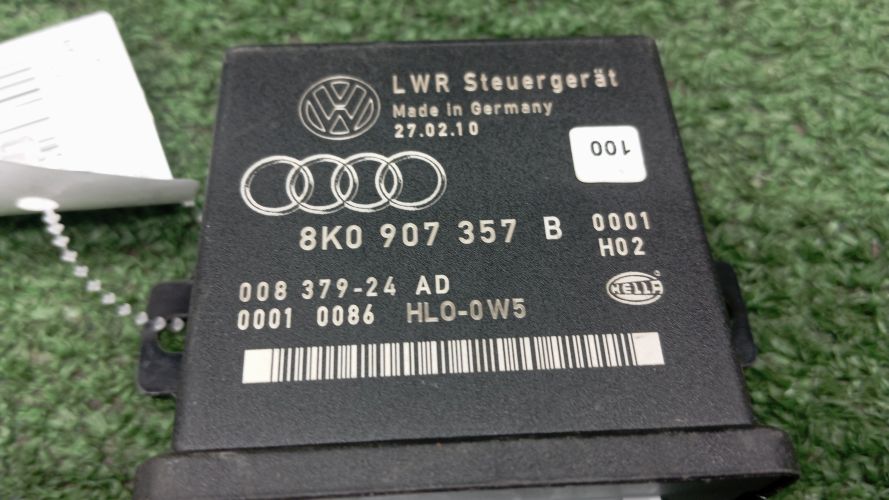 LWR Steuergerät
Made in Germany
27.02.10
100
8K0 907 357 B 0001
H02
008 379-24 AD
HELLA
0001 0086 HLO-0W5